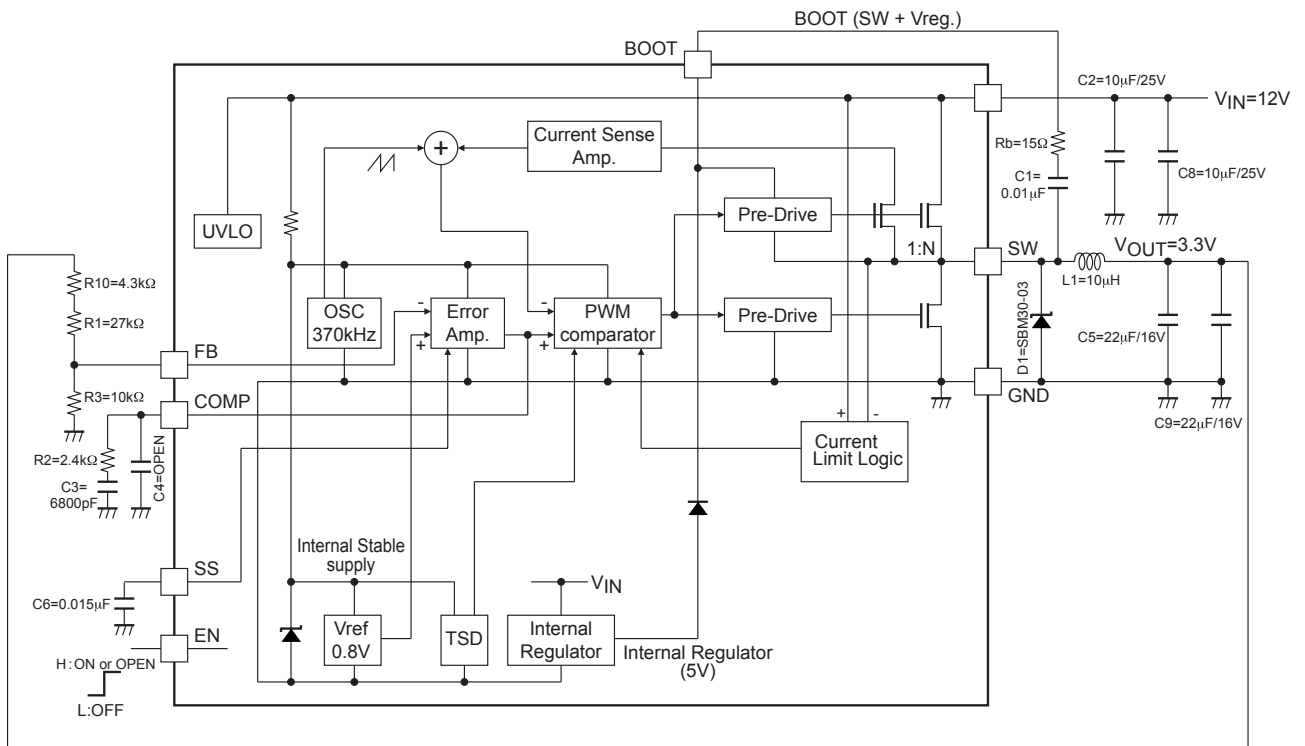 BOOT (SW + Vreg.)
BOOT
C2=10μF/25V
VIN=12V
Current Sense
Amp.
+
Rb=15Ω
C1=
0.01μF
C8=10μF/25V
UVLO
Pre-Drive
1:N
SW
VOUT=3.3V
L1=10μH
R10=4.3kΩ
R1=27kΩ
OSC
370kHz
-
+
Error
Amp.
-
+
PWM
comparator
Pre-Drive
D1=SBM30-03
C5=22μF/16V
FB
R3=10kΩ
COMP
GND
C9=22μF/16V
+ -
Current
Limit Logic
R2=2.4kΩ
C3=
6800pF
C4=OPEN
Internal Stable
supply
SS
C6=0.015μF
VIN
EN
Vref
0.8V
TSD
Internal
Regulator
Internal Regulator
(5V)
H : ON or OPEN
L:OFF